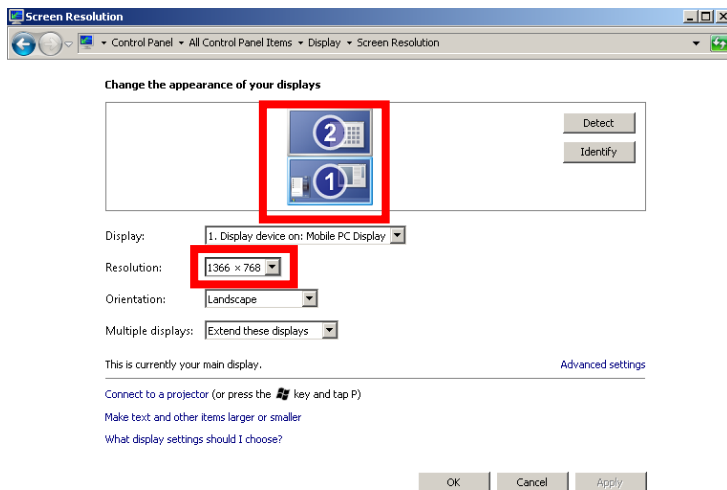 Screen Resolution
Control Panel All Control Panel Items Display Screen Resolution
Change the appearance of your displays
2
1
Detect
Identify
Display: 1. Display device on: Mobile PC Display
Resolution: 1366 × 768
Orientation: Landscape
Multiple displays: Extend these displays
This is currently your main display. Advanced settings
Connect to a projector (or press the key and tap P)
Make text and other items larger or smaller
What display settings should I choose?
OK Cancel Apply